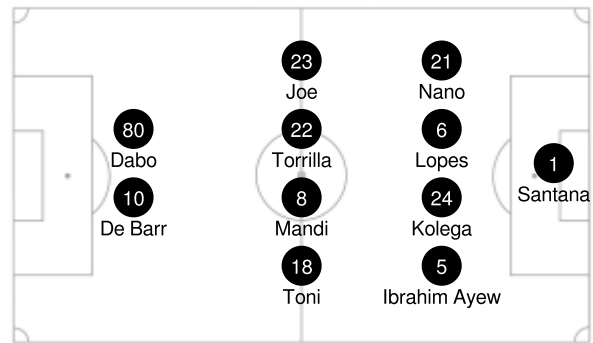 23
Joe
21
Nano
80
Dabo
22
Torrilla
6
Lopes
1
Santana
10
De Barr
8
Mandi
24
Kolega
18
Toni
5
Ibrahim Ayew